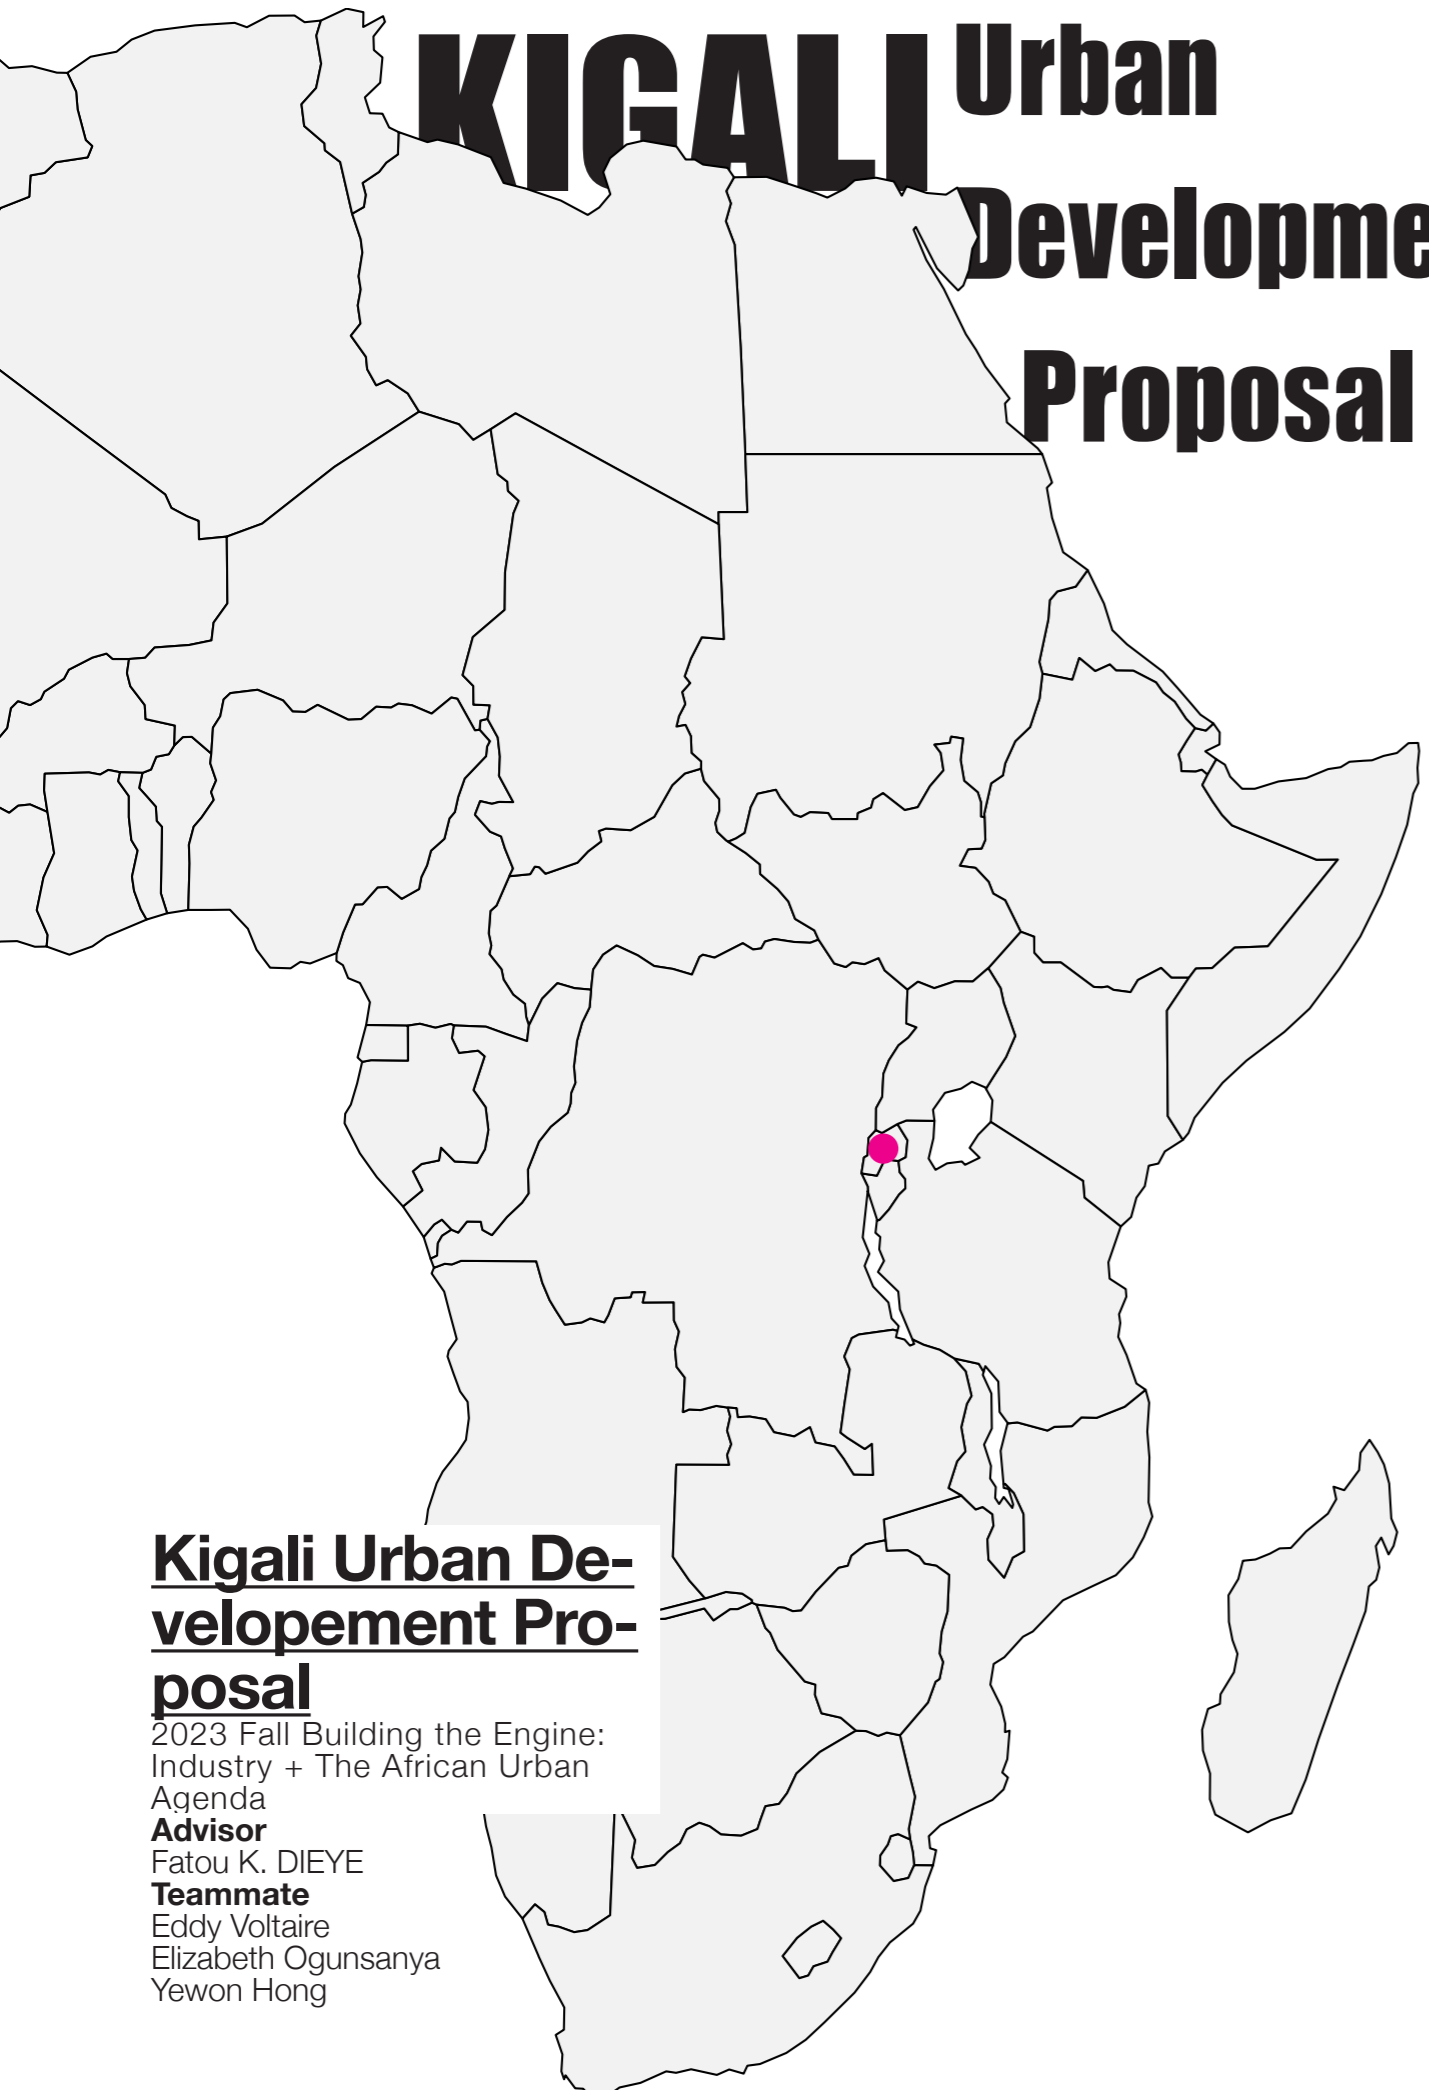 KIGALI Urban
Developme
Proposal
Kigali Urban De-
velopement Pro-
posal
2023 Fall Building the Engine:
Industry + The African Urban
Agenda
Advisor
Fatou K. DIEYE
Teammate
Eddy Voltaire
Elizabeth Ogunsanya
Yewon Hong